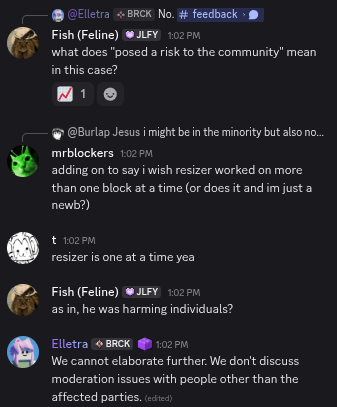 @Elletra BRCK No. # feedback ·
Fish (Feline) JLFY 1:02 PM
what does "posed a risk to the community" mean
in this case?
1
@Burlap Jesus i might be in the minority but also no...
mrblockers 1:02 PM
adding on to say i wish resizer worked on more
than one block at a time (or does it and im just a
newb?)
t 1:02 PM
resizer is one at a time yea
Fish (Feline) JLFY 1:02 PM
as in, he was harming individuals?
Elletra BRCK 1:02 PM
We cannot elaborate further. We don't discuss
moderation issues with people other than the
affected parties. (edited)